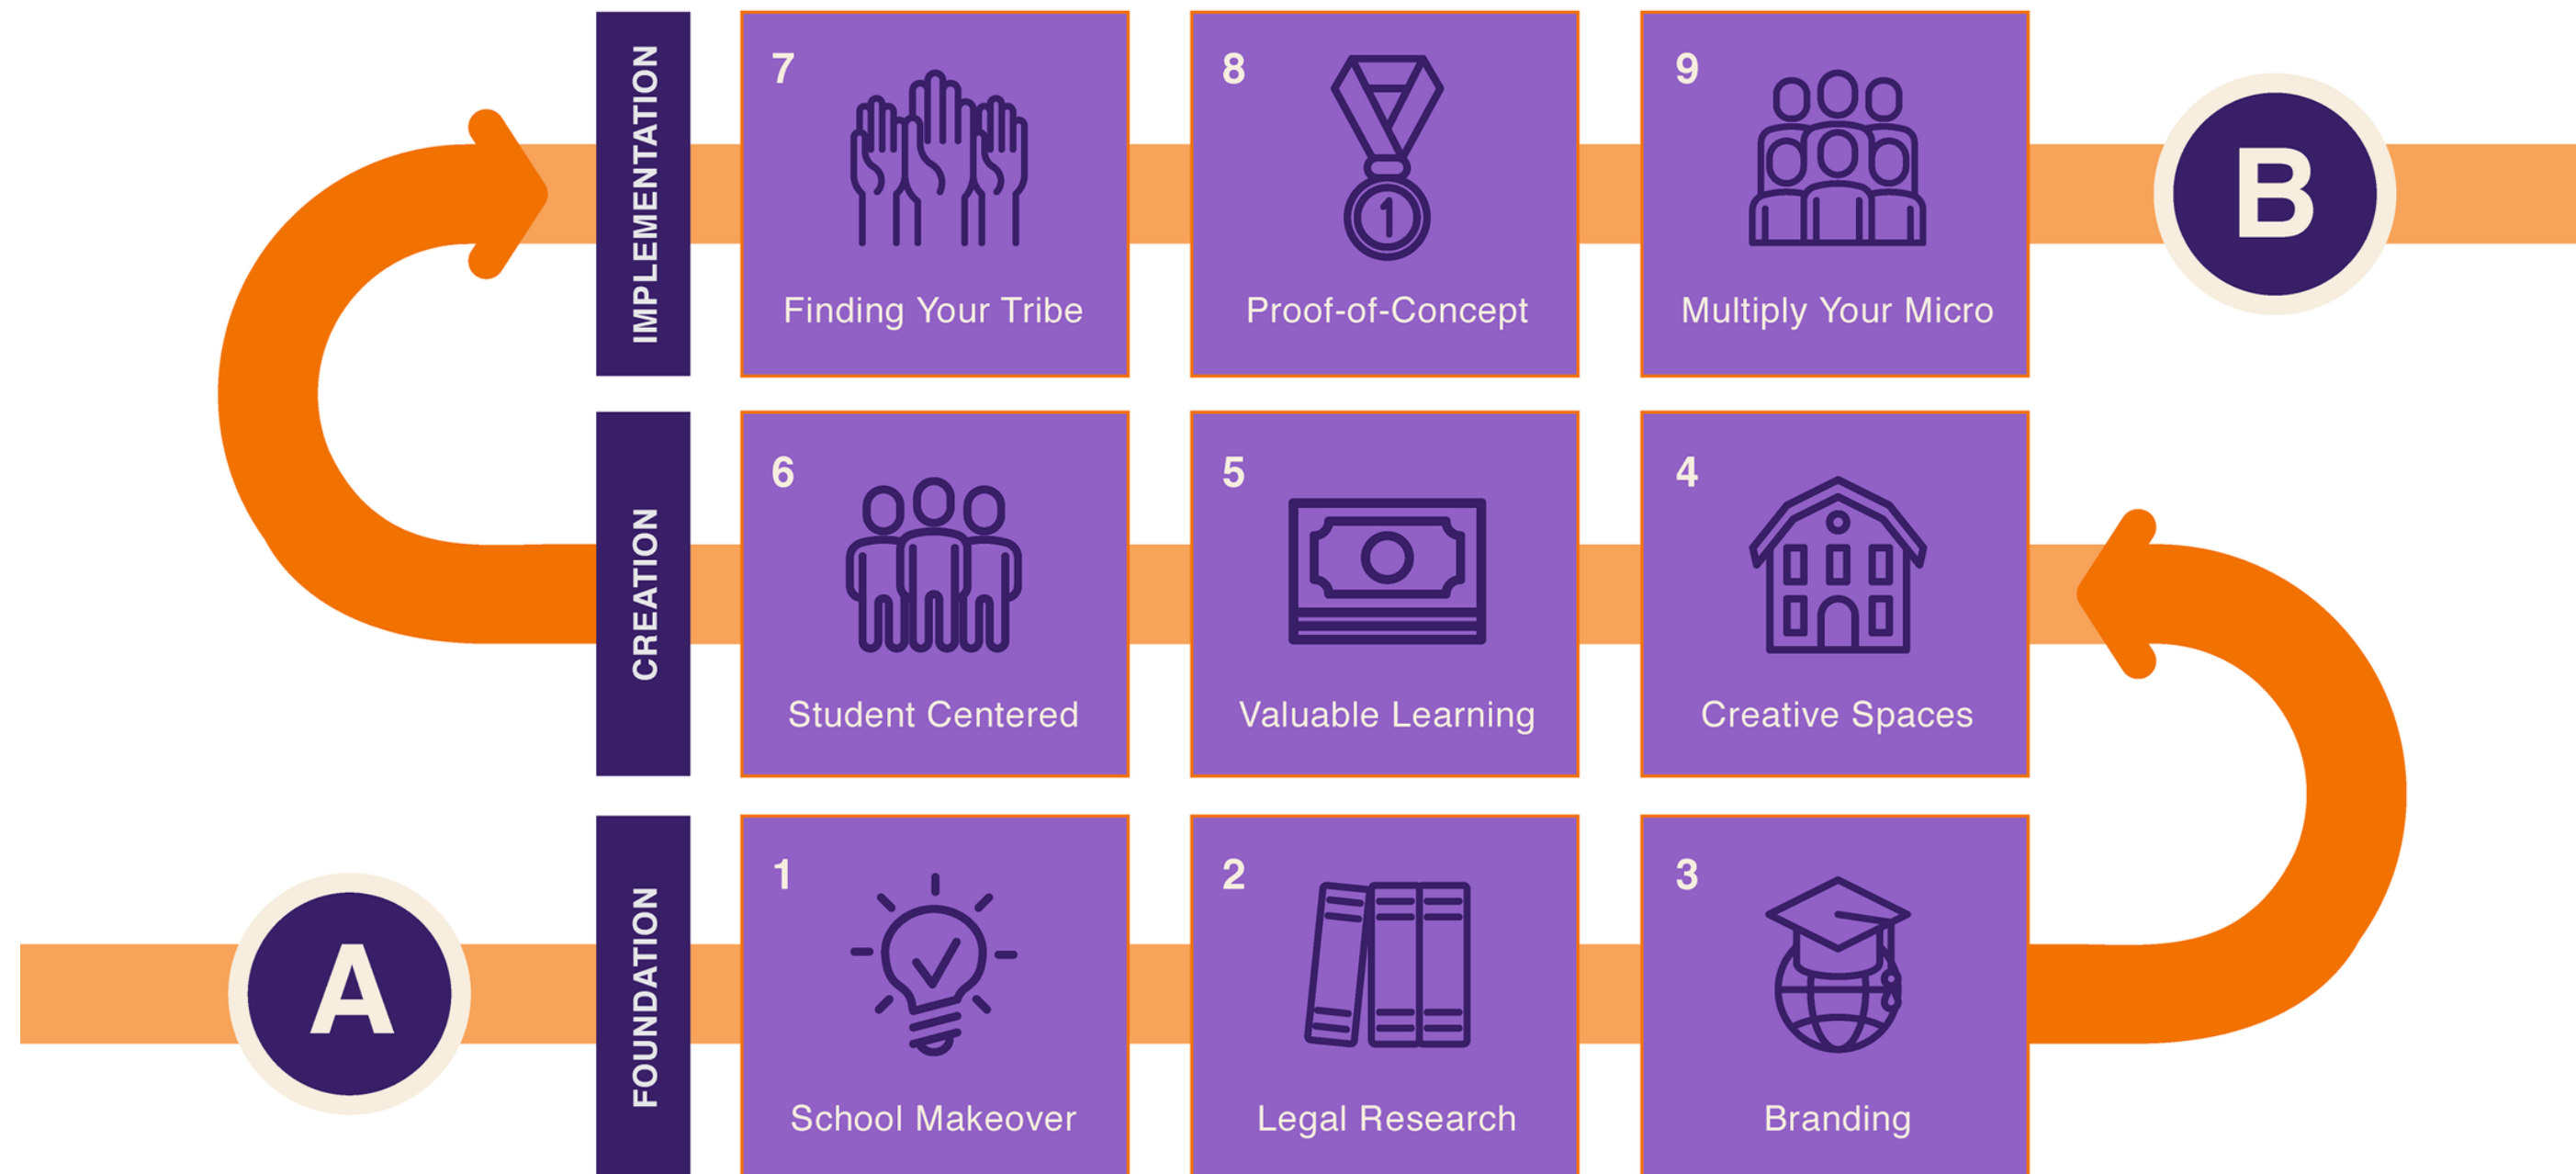 IMPLEMENTATION
7
Finding Your Tribe
8
1
Proof-of-Concept
9
Multiply Your Micro
B
CREATION
6
Student Centered
5
Valuable Learning
4
Creative Spaces
A
FOUNDATION
1
School Makeover
2
Legal Research
3
Branding